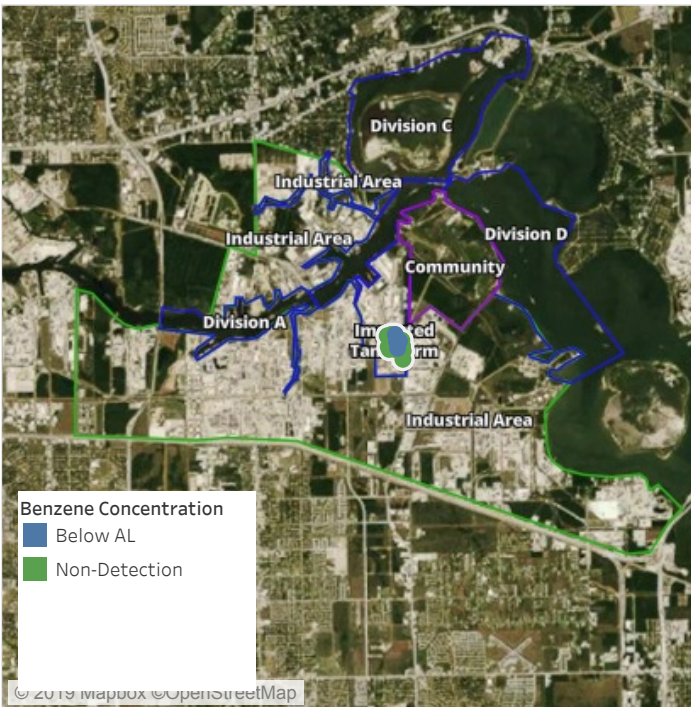 Division C
Industrial Area
Division D
Industrial Area
Community
Division A
Industrial Area
Benzene Concentration
Below AL
Non-Detection
© 2019 Mapbox ©OpenStreetMap